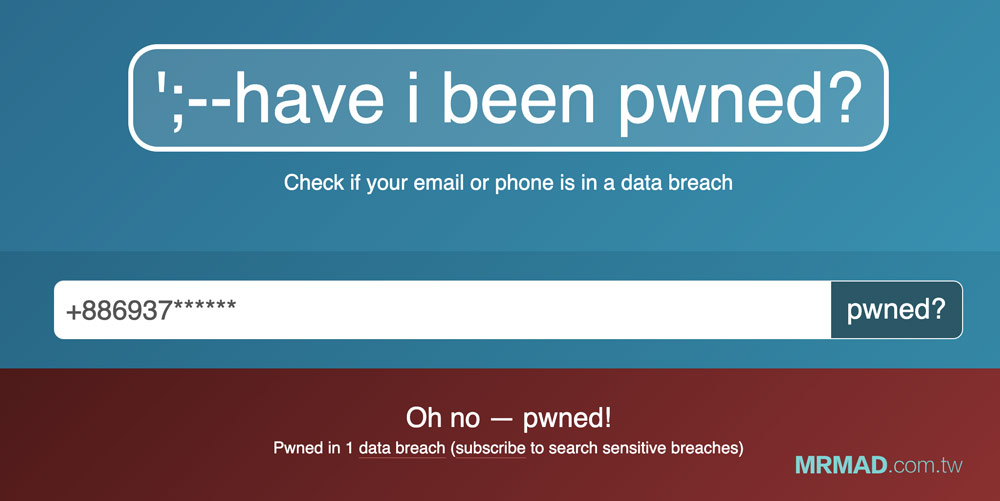 ';--have i been pwned?
Check if your email or phone is in a data breach
+886937******
pwned?
Oh no — pwned!
Pwned in 1 data breach (subscribe to search sensitive breaches)
MRMAD.com.tw